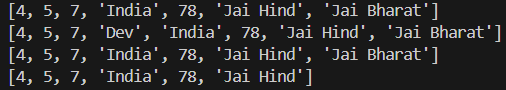 [4, 5, 7, 'India', 78, 'Jai Hind', 'Jai Bharat']
[4, 5, 7, 'Dev', 'India', 78, 'Jai Hind', 'Jai Bharat']
[4, 5, 7, 'India', 78, 'Jai Hind', 'Jai Bharat']
[4, 5, 7, 'India', 78, 'Jai Hind']